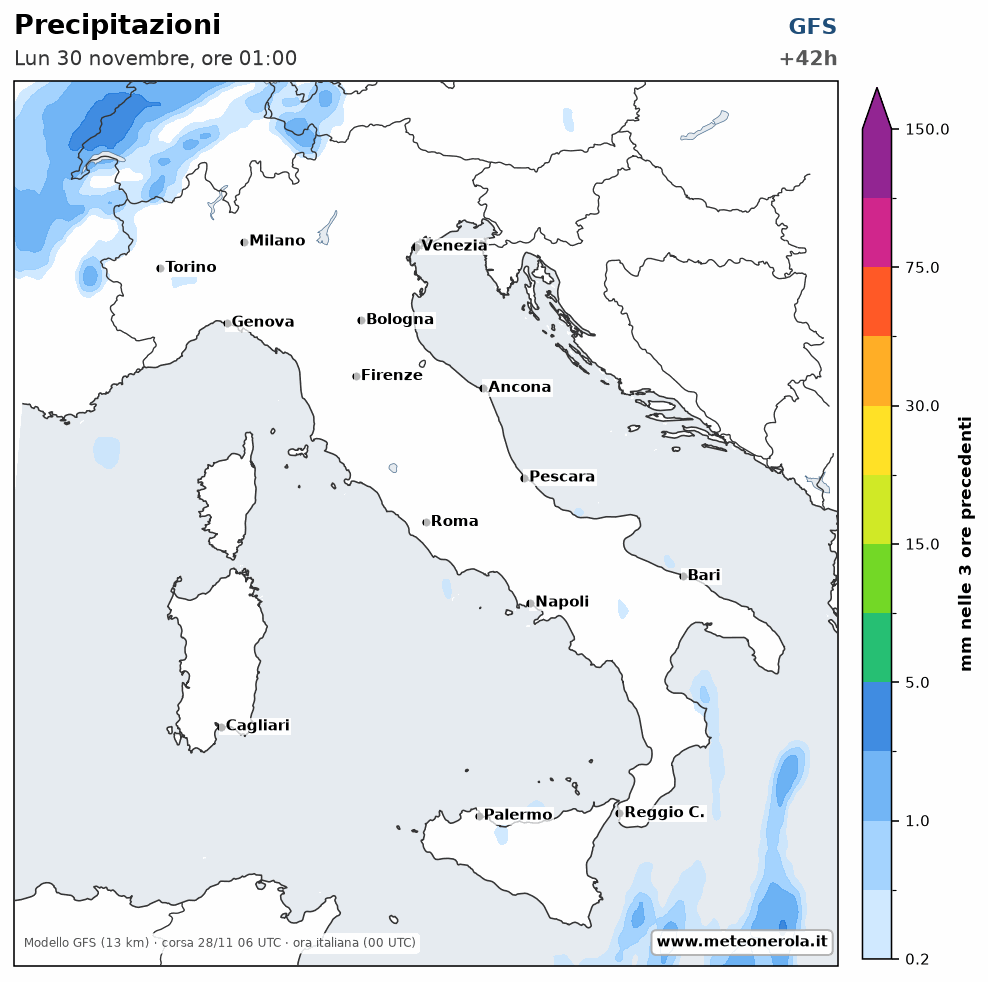 Precipitazioni
GFS
Lun 30 novembre, ore 01:00
+42h
150.0
75.0
30.0
15.0
5.0
1.0
0.2
mm nelle 3 ore precedenti
Milano
Venezia
Torino
Genova
Bologna
Firenze
Ancona
Pescara
Roma
Bari
Napoli
Cagliari
Palermo
Reggio C.
Modello GFS (13 km) · corsa 28/11 06 UTC · ora italiana (00 UTC)
www.meteonerola.it